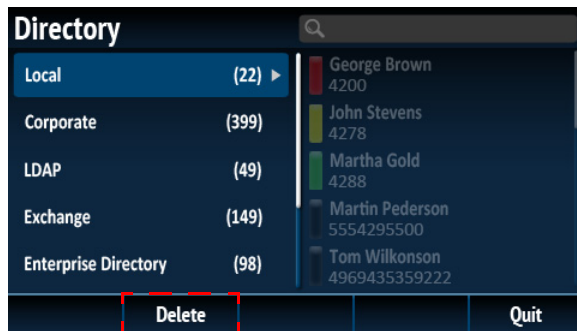 Directory
Local (22)
Corporate (399)
LDAP (49)
Exchange (149)
Enterprise Directory (98)
George Brown
4200
John Stevens
4278
Martha Gold
4288
Martin Pederson
5554295500
Tom Wilkonson
4969435359222
Delete
Quit